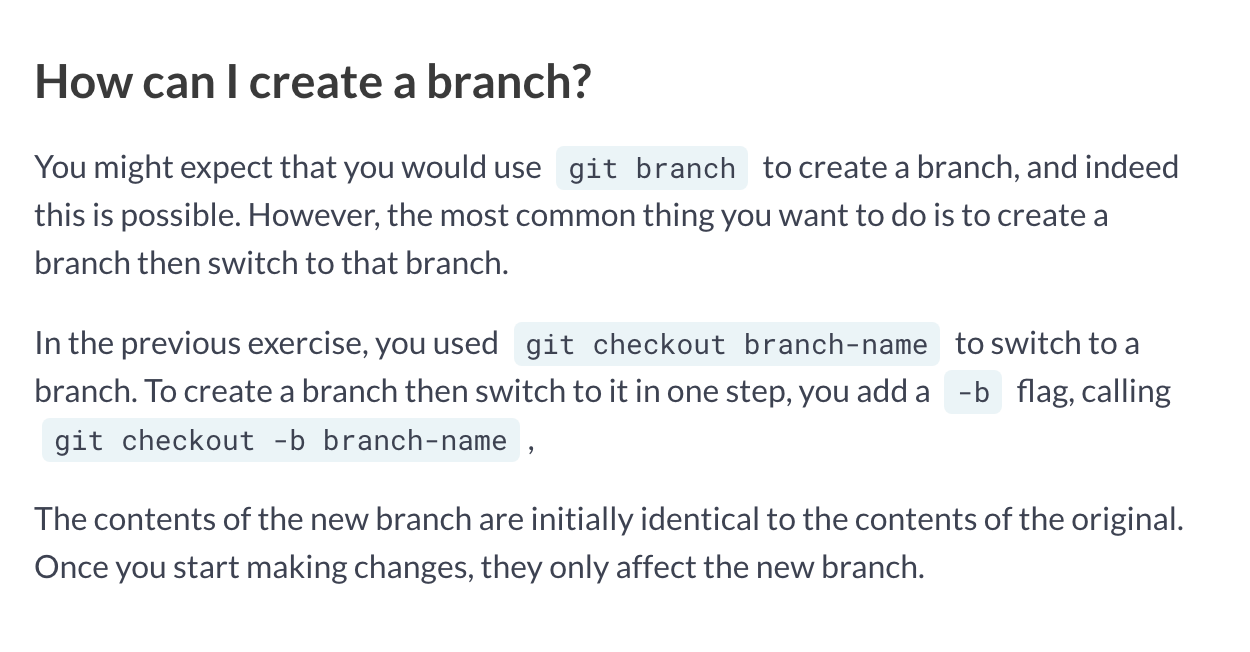 How can I create a branch?
You might expect that you would use git branch to create a branch, and indeed
this is possible. However, the most common thing you want to do is to create a
branch then switch to that branch.
In the previous exercise, you used git checkout branch-name to switch to a
branch. To create a branch then switch to it in one step, you add a -b flag, calling
git checkout -b branch-name ,
The contents of the new branch are initially identical to the contents of the original.
Once you start making changes, they only affect the new branch.